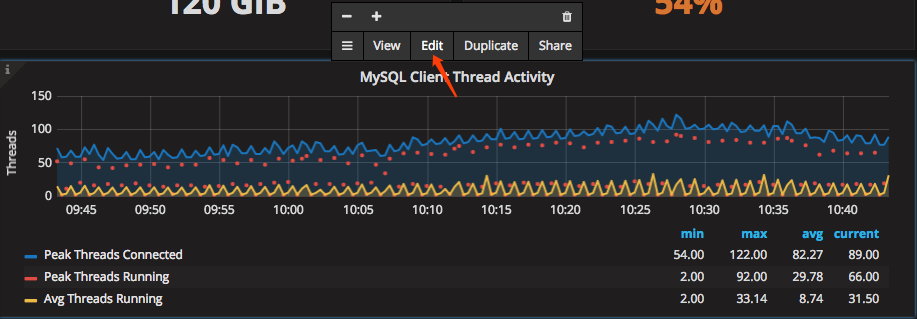 120 GiB
54%
View Edit Duplicate Share
i
MySQL Client Thread Activity
Threads
150
100
50
0
09:45 09:50 09:55 10:00 10:05 10:10 10:15 10:20 10:25 10:30 10:35 10:40
min max avg current
Peak Threads Connected 54.00 122.00 82.27 89.00
Peak Threads Running 2.00 92.00 29.78 66.00
Avg Threads Running 2.00 33.14 8.74 31.50